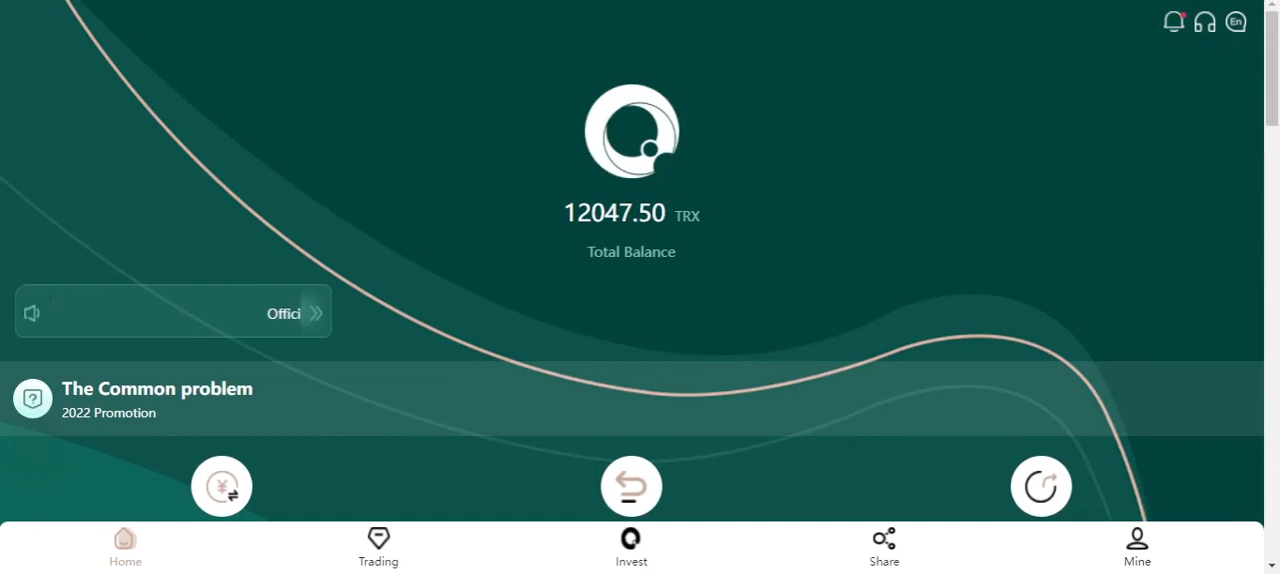 En
12047.50 TRX
Total Balance
Offici
The Common problem
2022 Promotion
Home
Trading
Invest
Share
Mine